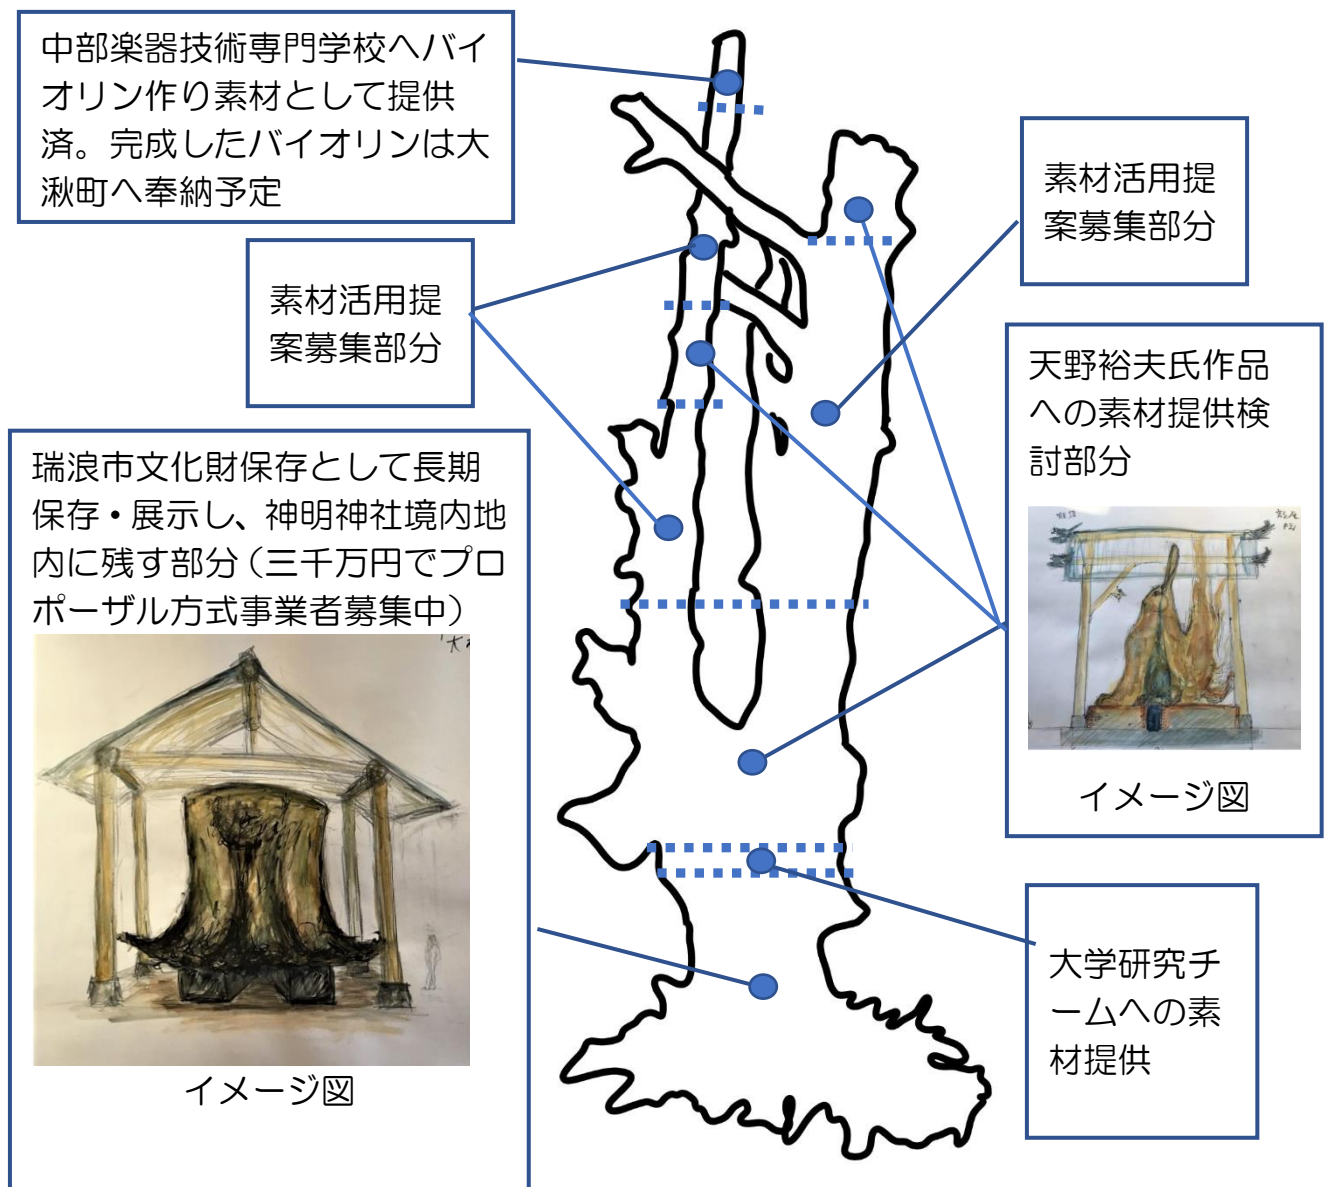 中部楽器技術専門学校へバイ
オリン作り素材として提供
済。完成したバイオリンは大
湫町へ奉納予定
素材活用提
案募集部分
素材活用提
案募集部分
天野裕夫氏作品
への素材提供検
討部分
イメージ図
瑞浪市文化財保存として長期
保存・展示し、神明神社境内地
内に残す部分（三千万円でプロ
ポーザル方式事業者募集中）
イメージ図
大学研究チ
ームへの素
材提供